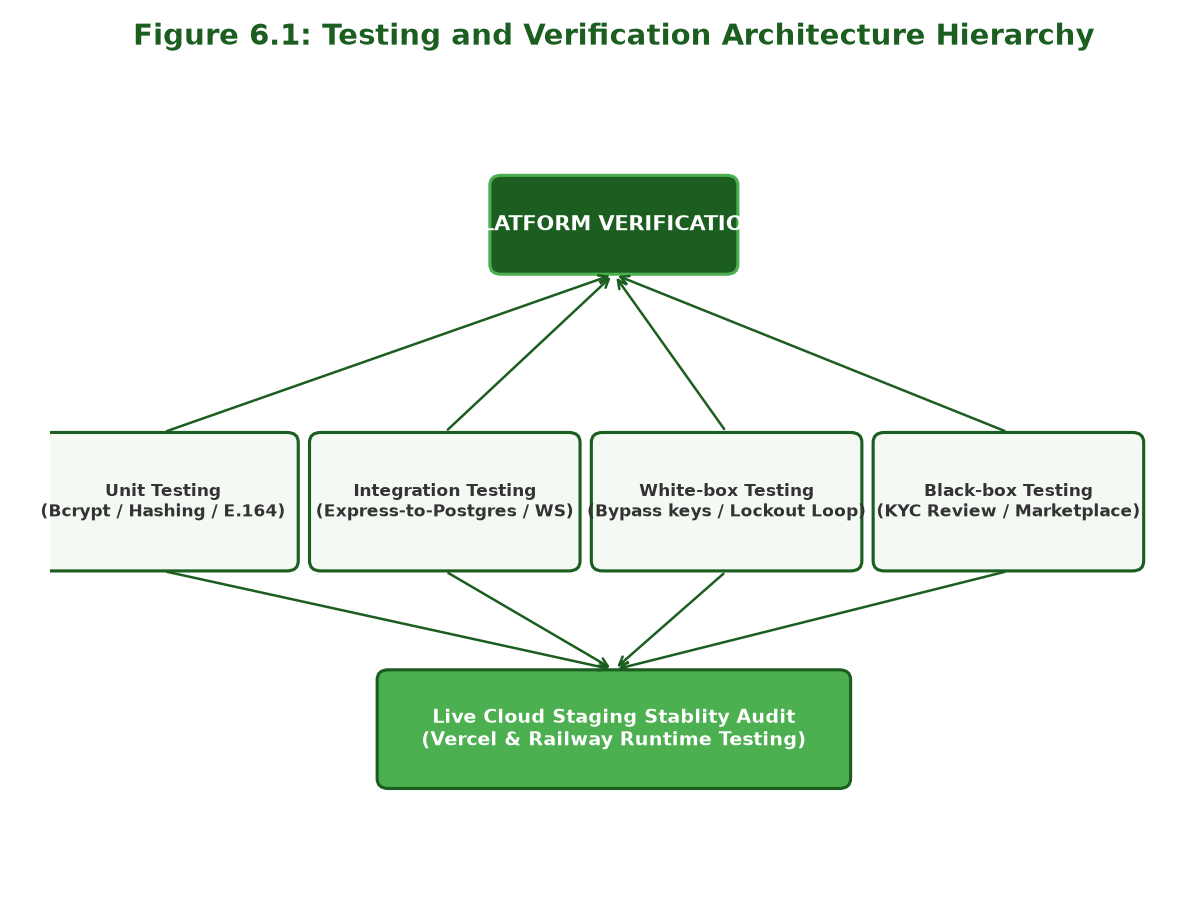 Figure 6.1: Testing and Verification Architecture Hierarchy
LATFORM VERIFICATIO
Unit Testing
(Bcrypt / Hashing / E.164)
Integration Testing
(Express-to-Postgres / WS)
White-box Testing
(Bypass keys / Lockout Loop)
Black-box Testing
(KYC Review / Marketplace)
Live Cloud Staging Stablity Audit
(Vercel & Railway Runtime Testing)